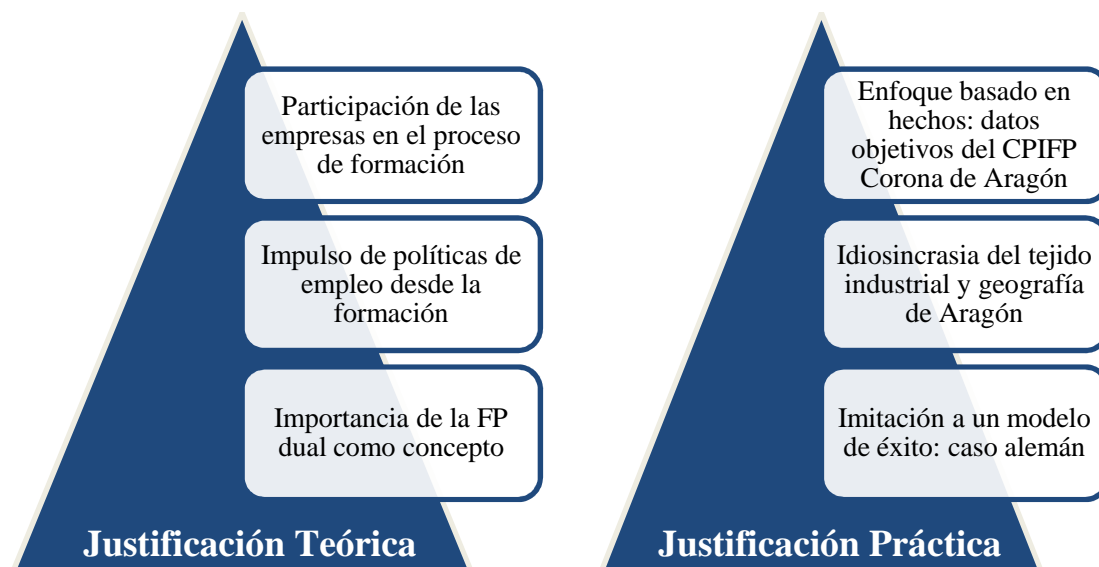 Participación de las
empresas en el proceso
de formación
Impulso de políticas de
empleo desde la
formación
Importancia de la FP
dual como concepto
Justificación Teórica
Enfoque basado en
hechos: datos
objetivos del CPIFP
Corona de Aragón
Idiosincrasia del tejido
industrial y geografía
de Aragón
Imitación a un modelo
de éxito: caso alemán
Justificación Práctica